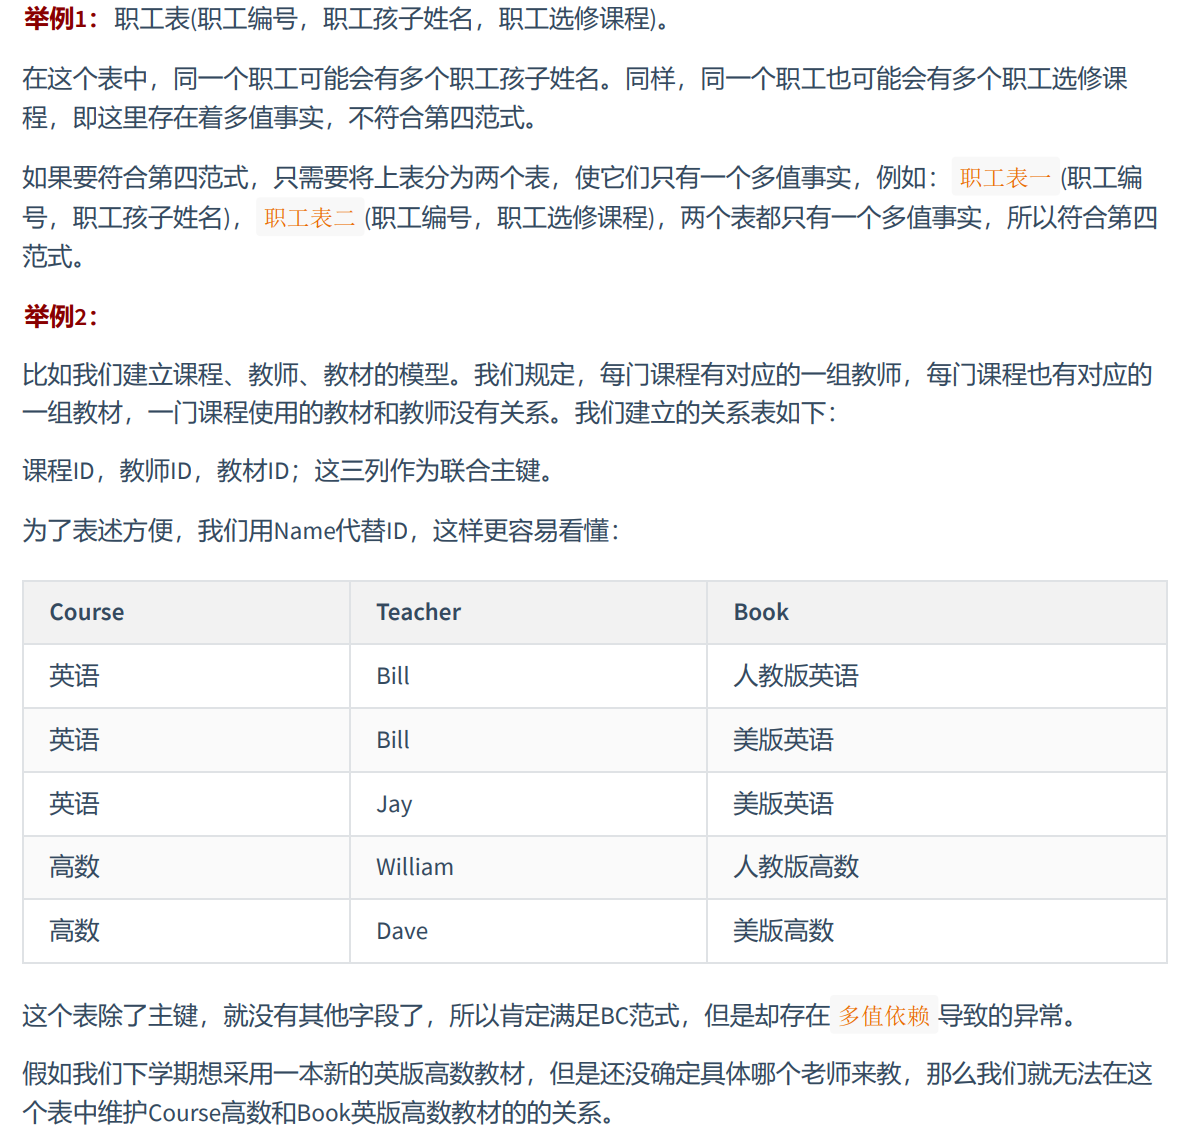 举例1：职工表(职工编号，职工孩子姓名，职工选修课程)。
在这个表中，同一个职工可能会有多个职工孩子姓名。同样，同一个职工也可能会有多个职工选修课
程，即这里存在着多值事实，不符合第四范式。
如果要符合第四范式，只需要将上表分为两个表，使它们只有一个多值事实，例如： 职工表一 (职工编
号，职工孩子姓名)， 职工表二 (职工编号，职工选修课程)，两个表都只有一个多值事实，所以符合第四
范式。
举例2：
比如我们建立课程、教师、教材的模型。我们规定，每门课程有对应的一组教师，每门课程也有对应的
一组教材，一门课程使用的教材和教师没有关系。我们建立的关系表如下：
课程ID，教师ID，教材ID；这三列作为联合主键。
为了表述方便，我们用Name代替ID，这样更容易看懂：
Course Teacher Book
英语 Bill 人教版英语
英语 Bill 美版英语
英语 Jay 美版英语
高数 William 人教版高数
高数 Dave 美版高数
这个表除了主键，就没有其他字段了，所以肯定满足BC范式，但是却存在 多值依赖 导致的异常。
假如我们下学期想采用一本新的英版高数教材，但是还没确定具体哪个老师来教，那么我们就无法在这
个表中维护Course高数和Book英版高数教材的的关系。